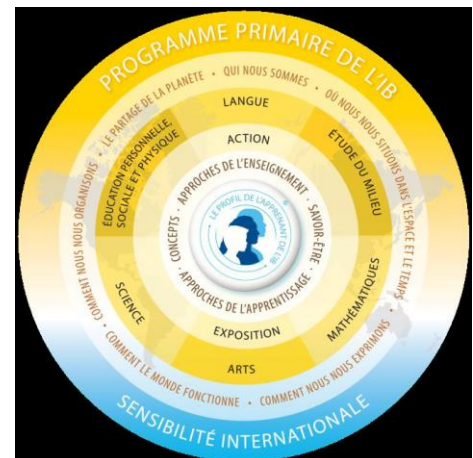 PROGRAMME PRIMAIRE DE L'IB
LE PARTAGE DE LA PLANÈTE • QUI NOUS SOMMES • OÙ NOUS NOUS SITUONS DANS L'ESPACE ET LE TEMPS • COMMENT NOUS NOUS EXPRIMONS • COMMENT LE MONDE FONCTIONNE • COMMENT NOUS NOUS ORGANISONS •
LANGUE
ÉTUDE DU MILIEU
MATHÉMATIQUES
ARTS
SCIENCE
ÉDUCATION PERSONNELLE,
SOCIALE ET PHYSIQUE
ACTION
EXPOSITION
CONCEPTS • APPROCHES DE L'ENSEIGNEMENT • SAVOIR-ÊTRE • APPROCHES DE L'APPRENTISSAGE •
LE PROFIL DE L'APPRENANT DE L'IB
®
SENSIBILITÉ INTERNATIONALE